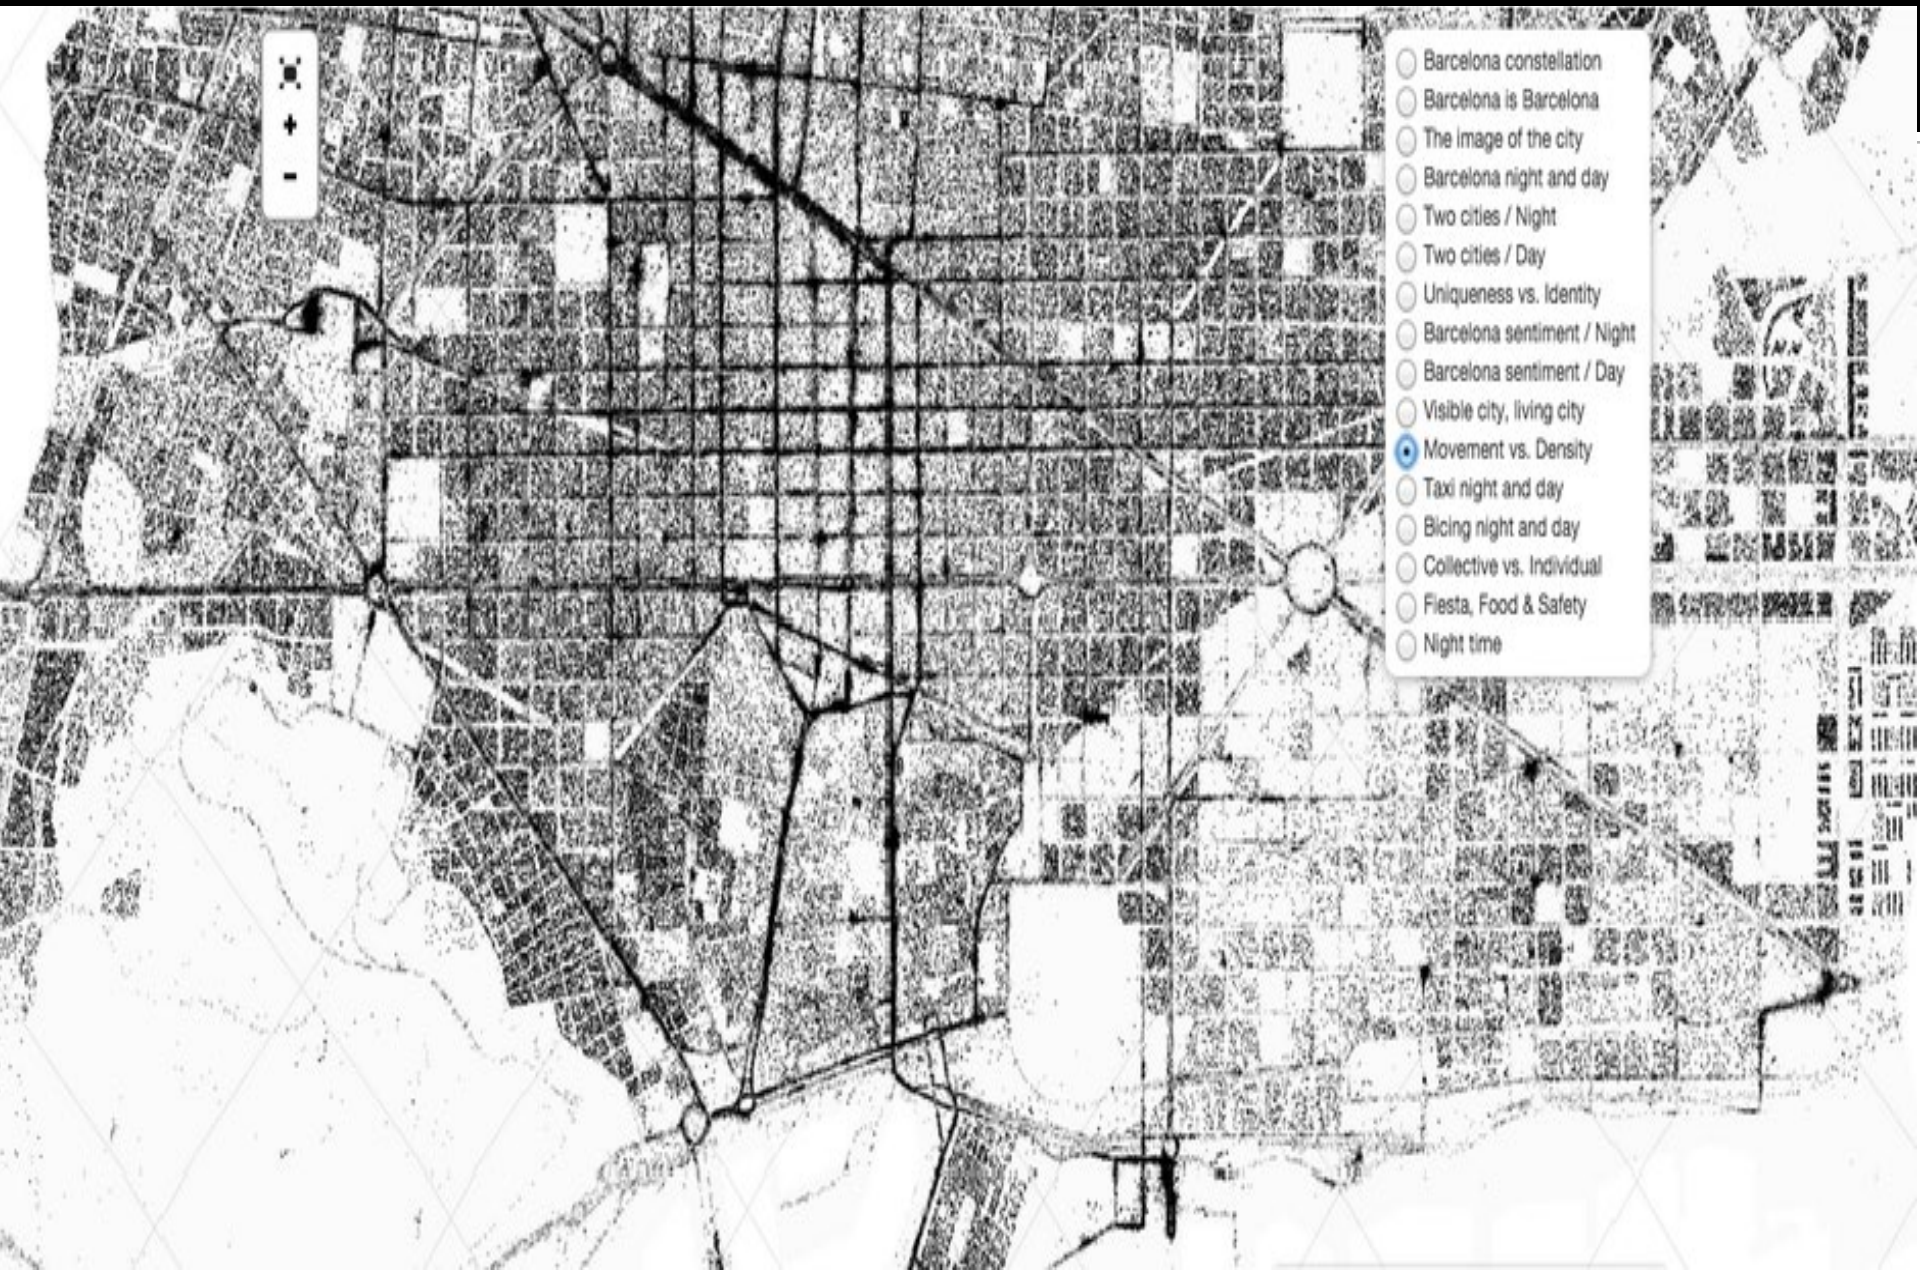 +
-
Barcelona constellation
Barcelona is Barcelona
The image of the city
Barcelona night and day
Two cities / Night
Two cities / Day
Uniqueness vs. Identity
Barcelona sentiment / Night
Barcelona sentiment / Day
Visible city, living city
Movement vs. Density
Taxi night and day
Bicing night and day
Collective vs. Individual
Fiesta, Food & Safety
Night time